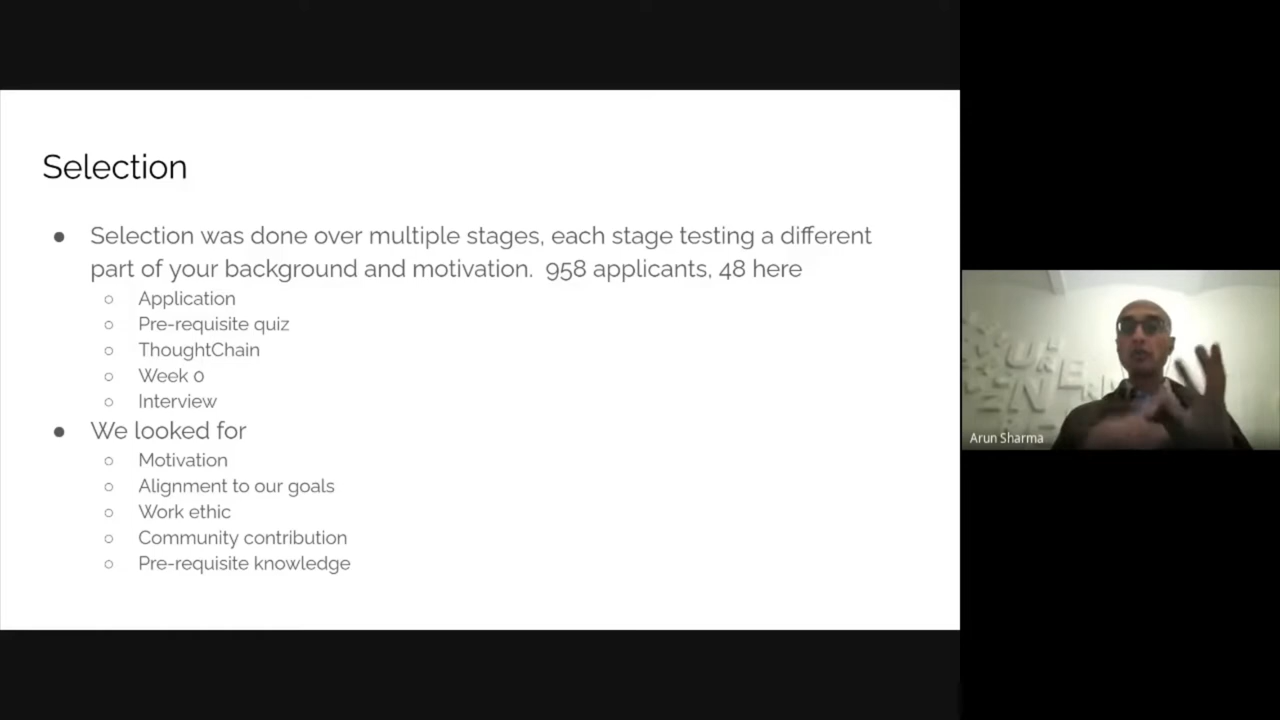 Selection
● Selection was done over multiple stages, each stage testing a different
part of your background and motivation.  958 applicants, 48 here
○ Application
○ Pre-requisite quiz
○ ThoughtChain
○ Week 0
○ Interview
● We looked for
○ Motivation
○ Alignment to our goals
○ Work ethic
○ Community contribution
○ Pre-requisite knowledge
Arun Sharma